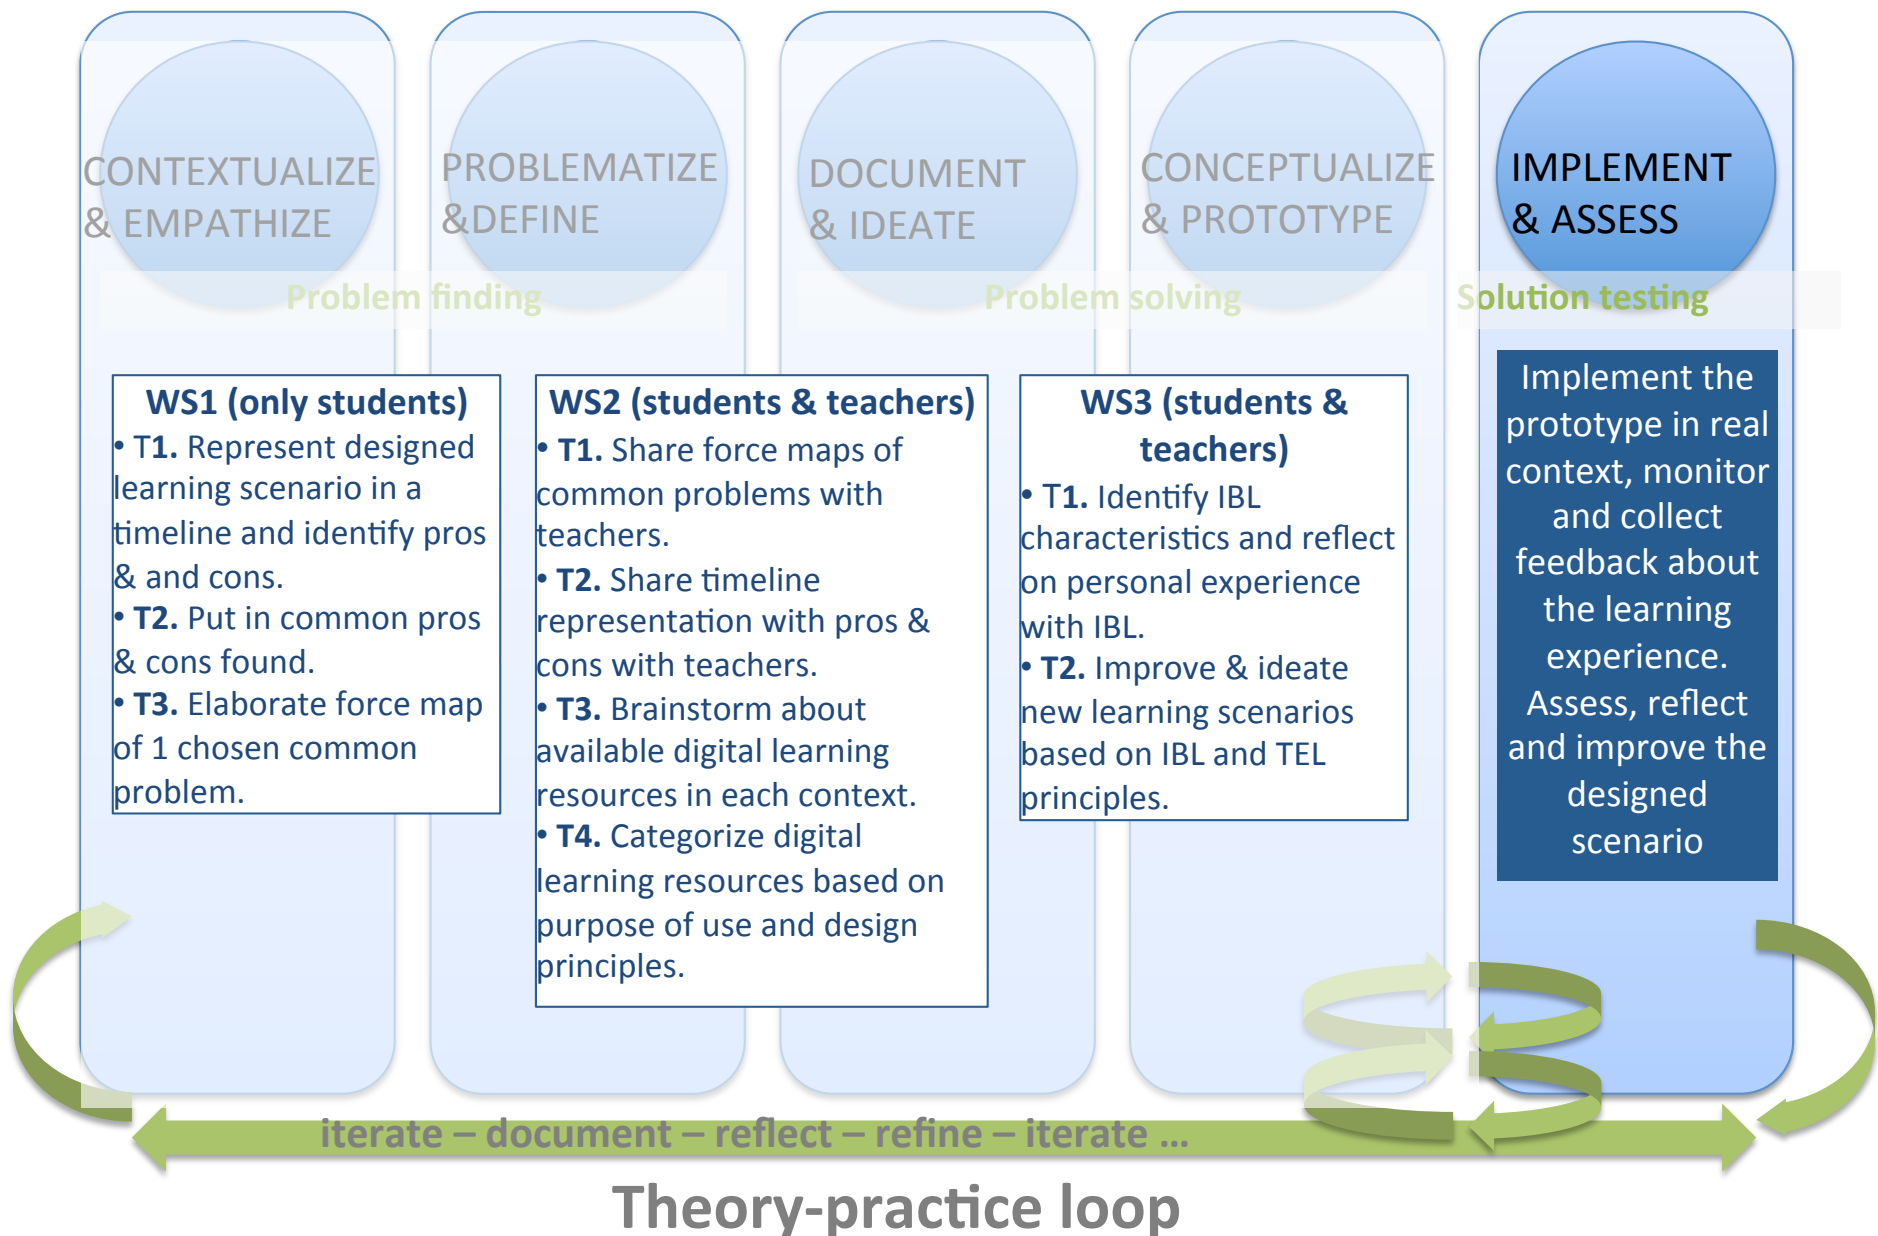 CONTEXTUALIZE
& EMPATHIZE
PROBLEMATIZE
&DEFINE
DOCUMENT
& IDEATE
CONCEPTUALIZE
& PROTOTYPE
IMPLEMENT
& ASSESS
Problem finding
Problem solving
Solution testing
WS1 (only students)
• T1. Represent designed
learning scenario in a
timeline and identify pros
& and cons.
• T2. Put in common pros
& cons found.
• T3. Elaborate force map
of 1 chosen common
problem.
WS2 (students & teachers)
• T1. Share force maps of
common problems with
teachers.
• T2. Share timeline
representation with pros &
cons with teachers.
• T3. Brainstorm about
available digital learning
resources in each context.
• T4. Categorize digital
learning resources based on
purpose of use and design
principles.
WS3 (students &
teachers)
• T1. Identify IBL
characteristics and reflect
on personal experience
with IBL.
• T2. Improve & ideate
new learning scenarios
based on IBL and TEL
principles.
Implement the
prototype in real
context, monitor
and collect
feedback about
the learning
experience.
Assess, reflect
and improve the
designed
scenario
iterate – document – reflect – refine – iterate ...
Theory-practice loop